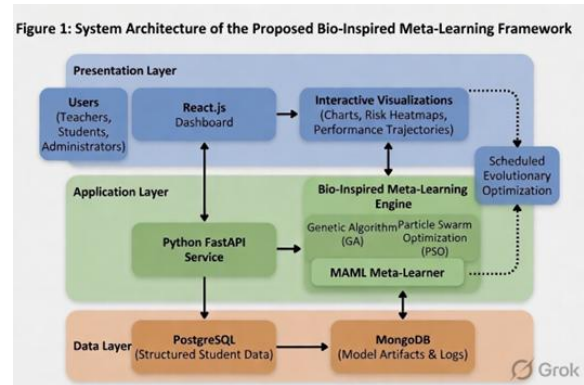 Figure 1: System Architecture of the Proposed Bio-Inspired Meta-Learning Framework
Presentation Layer
Users
(Teachers,
Students,
Administrators)
React.js
Dashboard
Interactive Visualizations
(Charts, Risk Heatmaps,
Performance Trajectories)
Scheduled
Evolutionary
Optimization
Application Layer
Python FastAPI
Service
Bio-Inspired Meta-Learning
Engine
Genetic Algorithm
(GA)
Particle Swarm
Optimization
(PSO)
MAML Meta-Learner
Data Layer
PostgreSQL
(Structured Student Data)
MongoDB
(Model Artifacts & Logs)
Grok